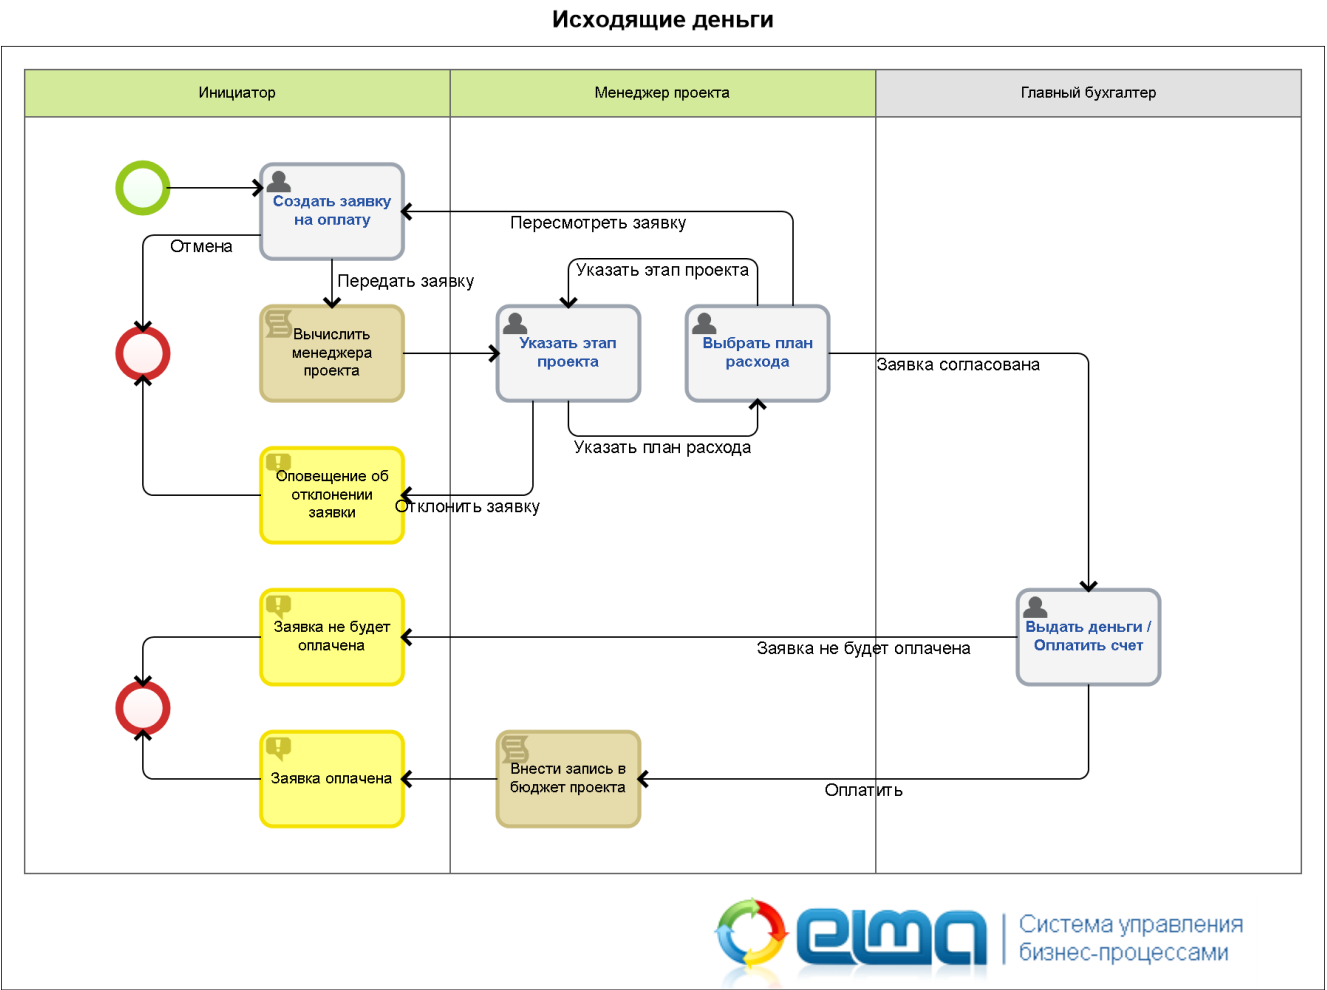 Исходящие деньги
Инициатор
Менеджер проекта
Главный бухгалтер
Создать заявку
на оплату
Пересмотреть заявку
Отмена
Передать заявку
Указать этап проекта
Вычислить
менеджера
проекта
Указать этап
проекта
Выбрать план
расхода
Заявка согласована
Указать план расхода
Оповещение об
отклонении
заявки
Отклонить заявку
Заявка не будет
оплачена
Заявка не будет оплачена
Выдать деньги /
Оплатить счет
Заявка оплачена
Внести запись в
бюджет проекта
Оплатить
elma
Система управления
бизнес-процессами